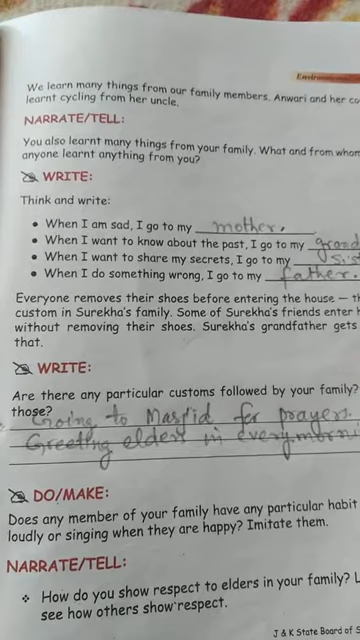 Environmental
We learn many things from our family members. Anwari and her co
learnt cycling from her uncle.
NARRATE/TELL:
You also learnt many things from your family. What and from whom
anyone learnt anything from you?
WRITE:
Think and write:
• When I am sad, I go to my mother.
• When I want to know about the past, I go to my grand
• When I want to share my secrets, I go to my Sist
• When I do something wrong, I go to my father.
Everyone removes their shoes before entering the house – th
custom in Surekha's family. Some of Surekha's friends enter h
without removing their shoes. Surekha's grandfather gets
that.
WRITE:
Are there any particular customs followed by your family?
those?
Going to Masjid for prayers.
Greeting elders in every morni
DO/MAKE:
Does any member of your family have any particular habit
loudly or singing when they are happy? Imitate them.
NARRATE/TELL:
❖ How do you show respect to elders in your family? L
see how others show respect.
J & K State Board of S